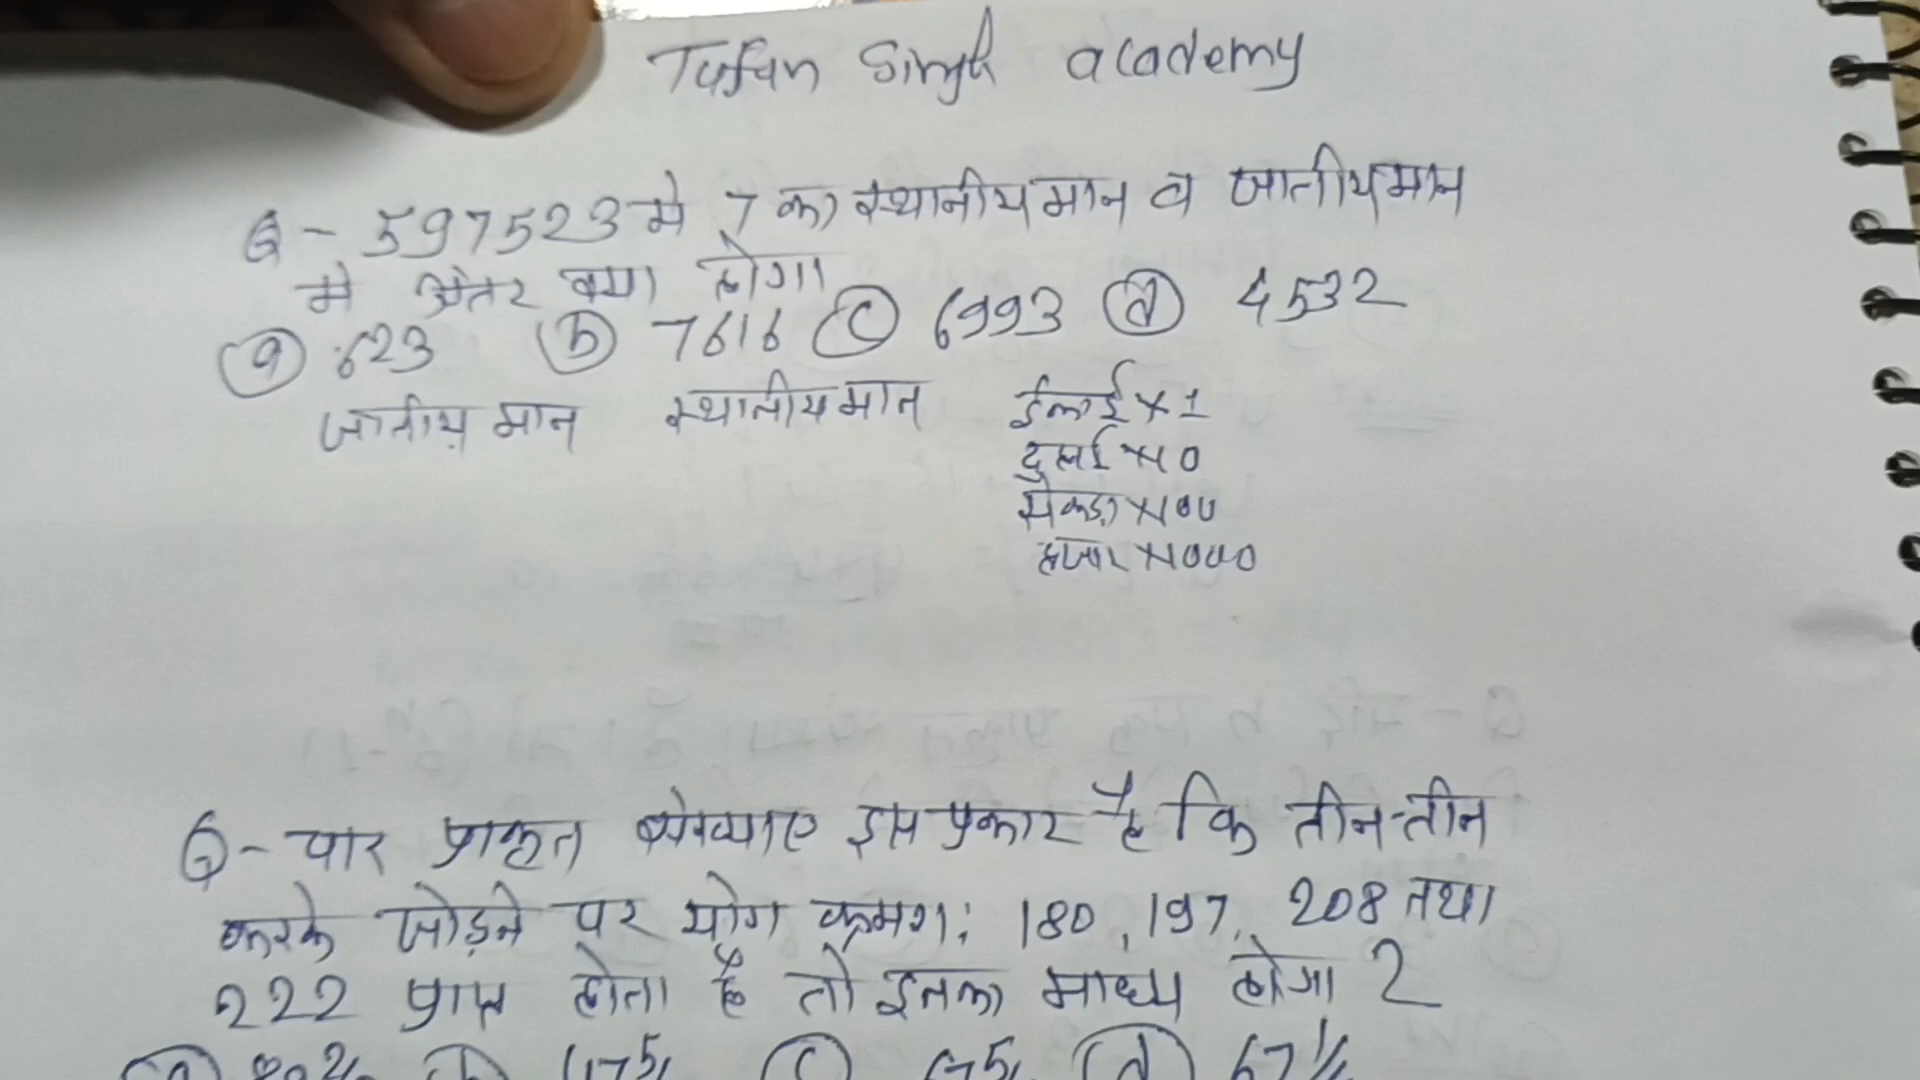 Tufan Singh academy
Q - 597523 मे 7 का स्थानीयमान व जातीयमान
मे अंतर क्या होगा
(a) 623 (b) 7616 (c) 6993 (d) 4532
जातीय मान स्थानीयमान
ईकाई × 1
दहाई × 10
सेकड़ा × 100
हजार × 1000
Q - चार प्राकृत संख्याए इस प्रकार है कि तीन-तीन
करके जोड़ने पर योग क्रमश: 180, 197, 208 तथा
222 प्राप्त होता है तो इनका माध्य होगा ?